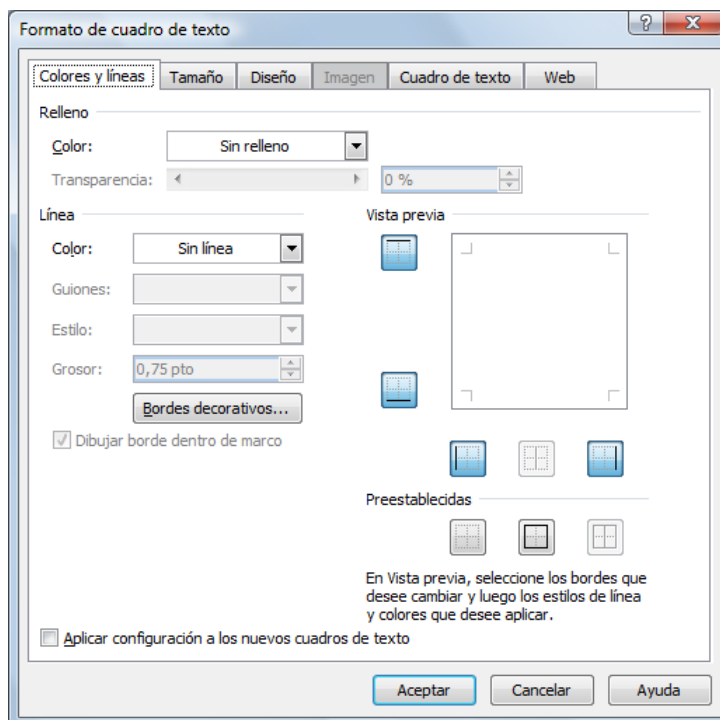 Formato de cuadro de texto
Colores y líneas Tamaño Diseño Imagen Cuadro de texto Web
Relleno
Color: Sin relleno
Transparencia: 0 %
Línea Vista previa
Color: Sin línea
Guiones:
Estilo:
Grosor: 0,75 pto
Bordes decorativos...
Dibujar borde dentro de marco
Preestablecidas
En Vista previa, seleccione los bordes que
desee cambiar y luego los estilos de línea
y colores que desee aplicar.
Aplicar configuración a los nuevos cuadros de texto
Aceptar Cancelar Ayuda